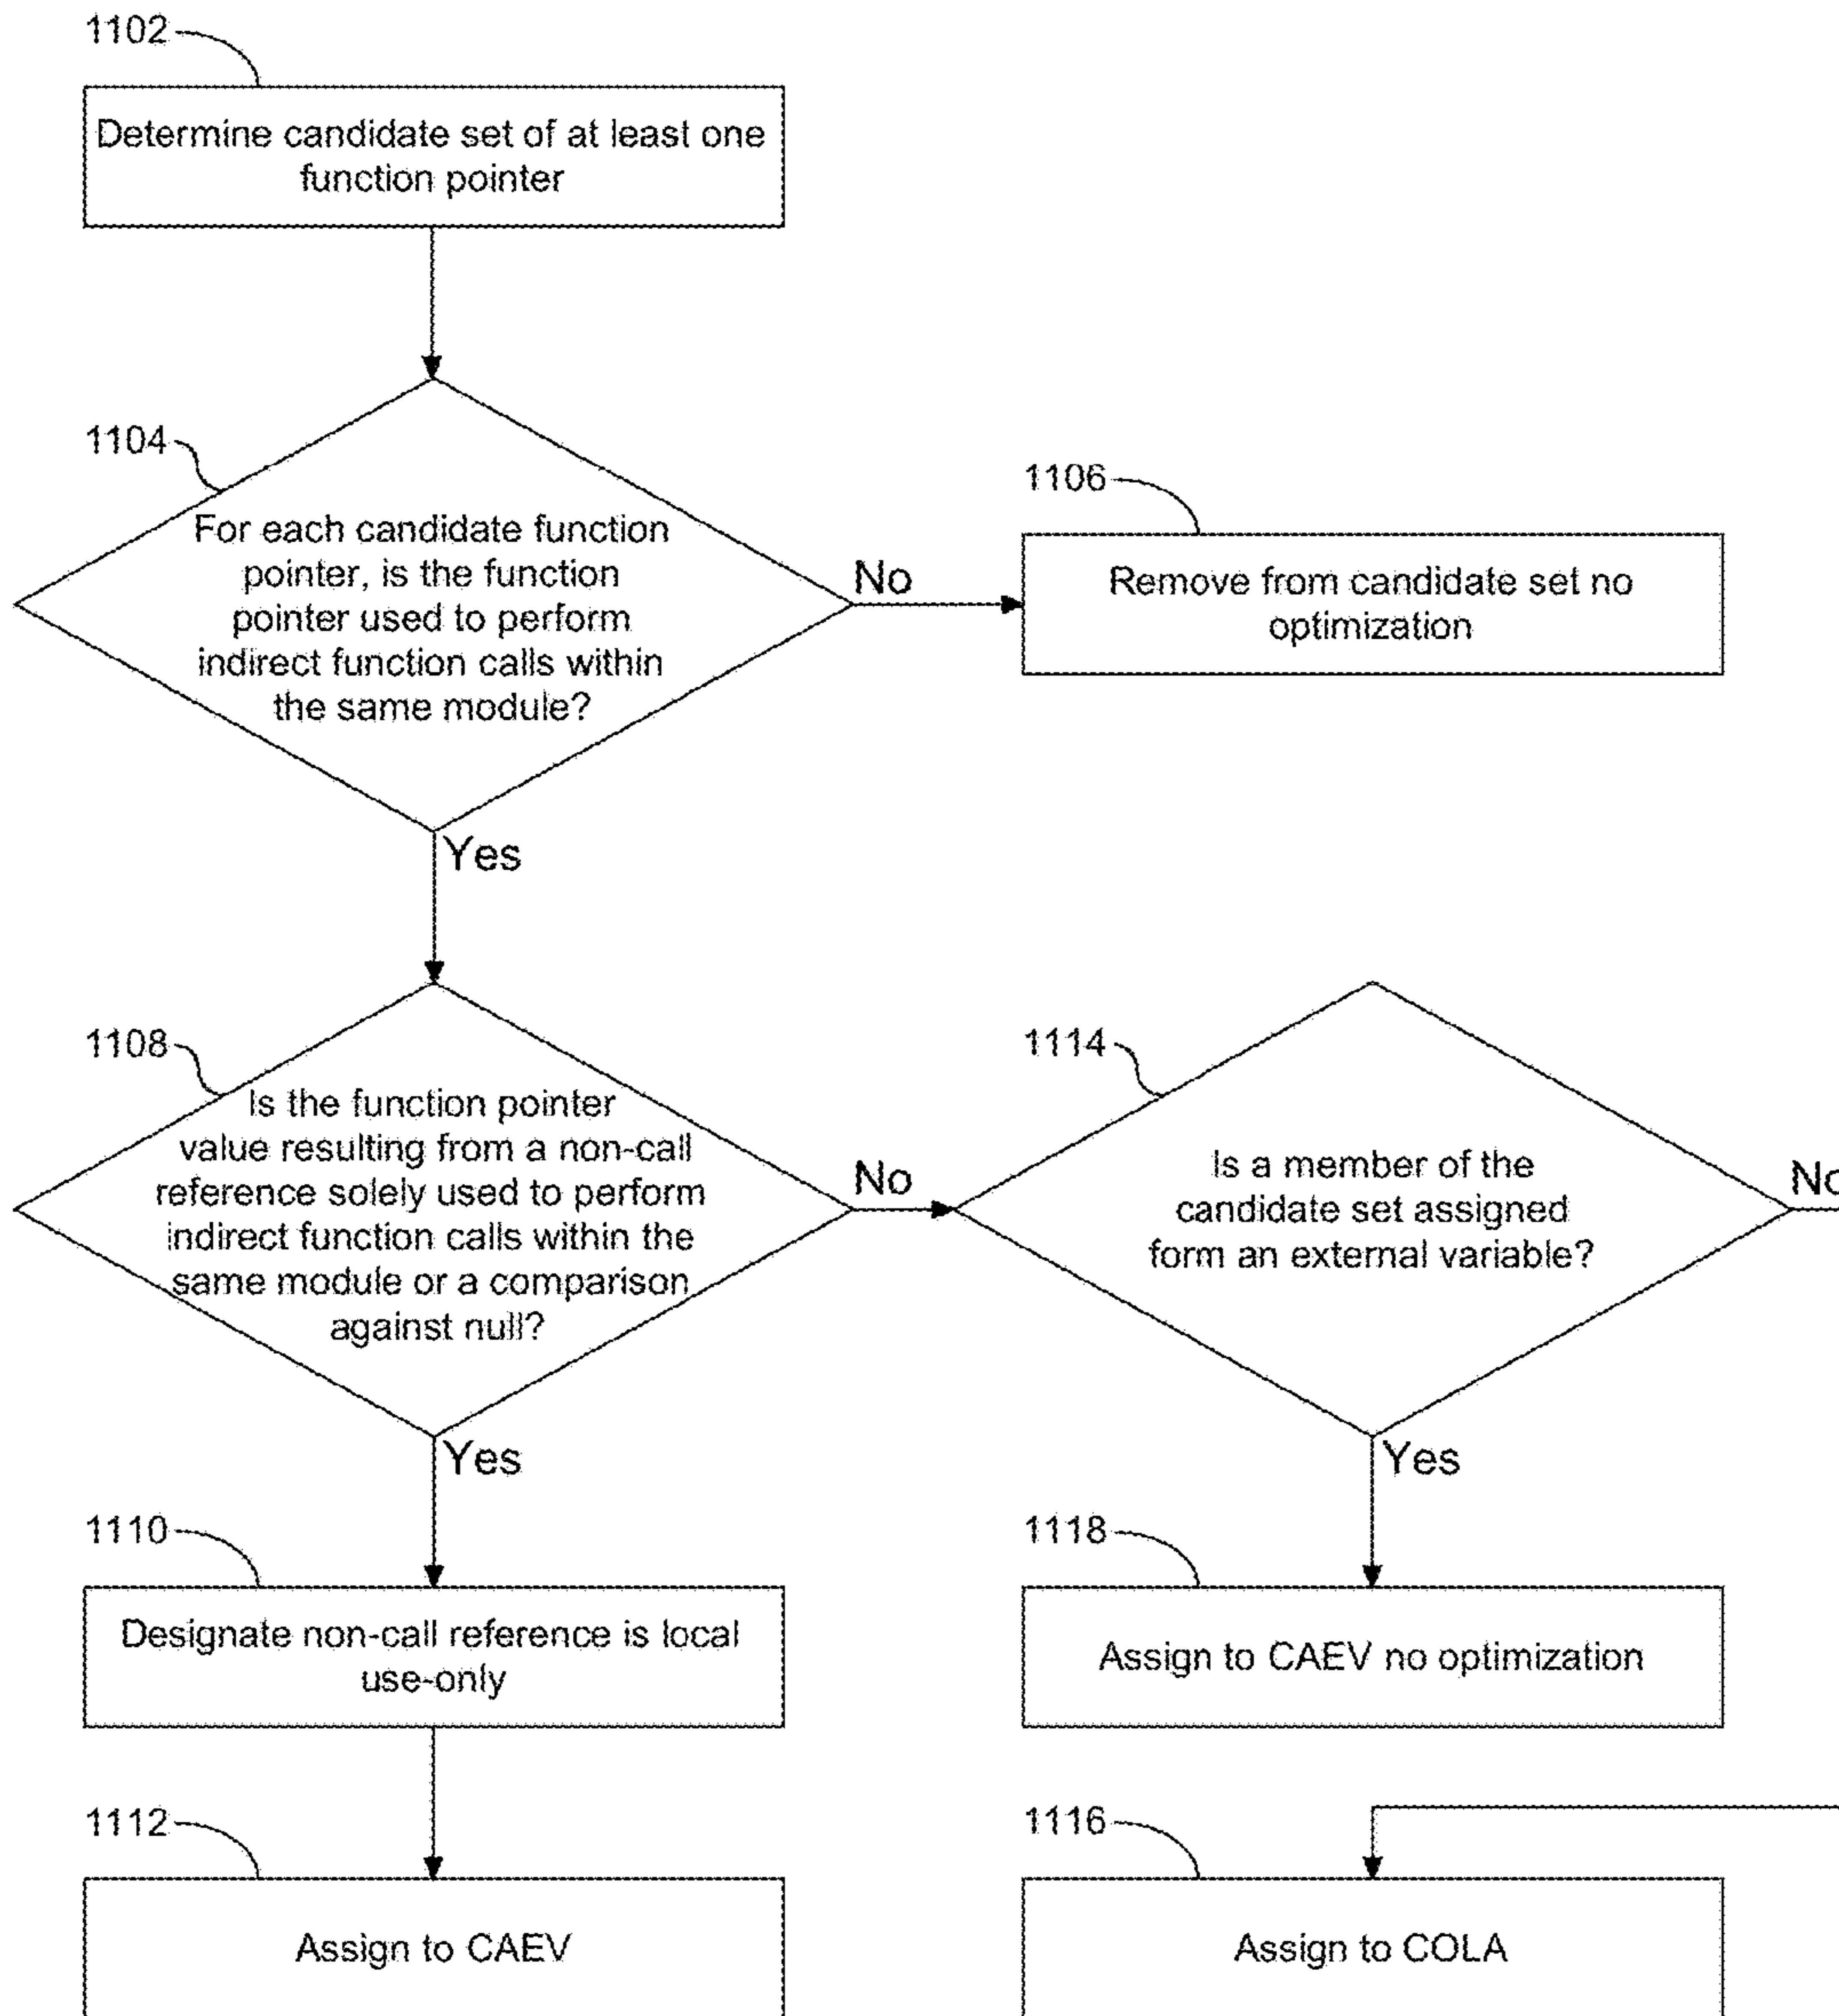 1102
Determine candidate set of at least one
function pointer
1104
For each candidate function
pointer, is the function
pointer used to perform
indirect function calls within
the same module?
No
1106
Remove from candidate set no
optimization
Yes
1108
Is the function pointer
value resulting from a non-call
reference solely used to perform
indirect function calls within the
same module or a comparison
against null?
No
1114
Is a member of the
candidate set assigned
form an external variable?
No
Yes
1110
Designate non-call reference is local
use-only
Yes
1118
Assign to CAEV no optimization
1112
Assign to CAEV
1116
Assign to COLA